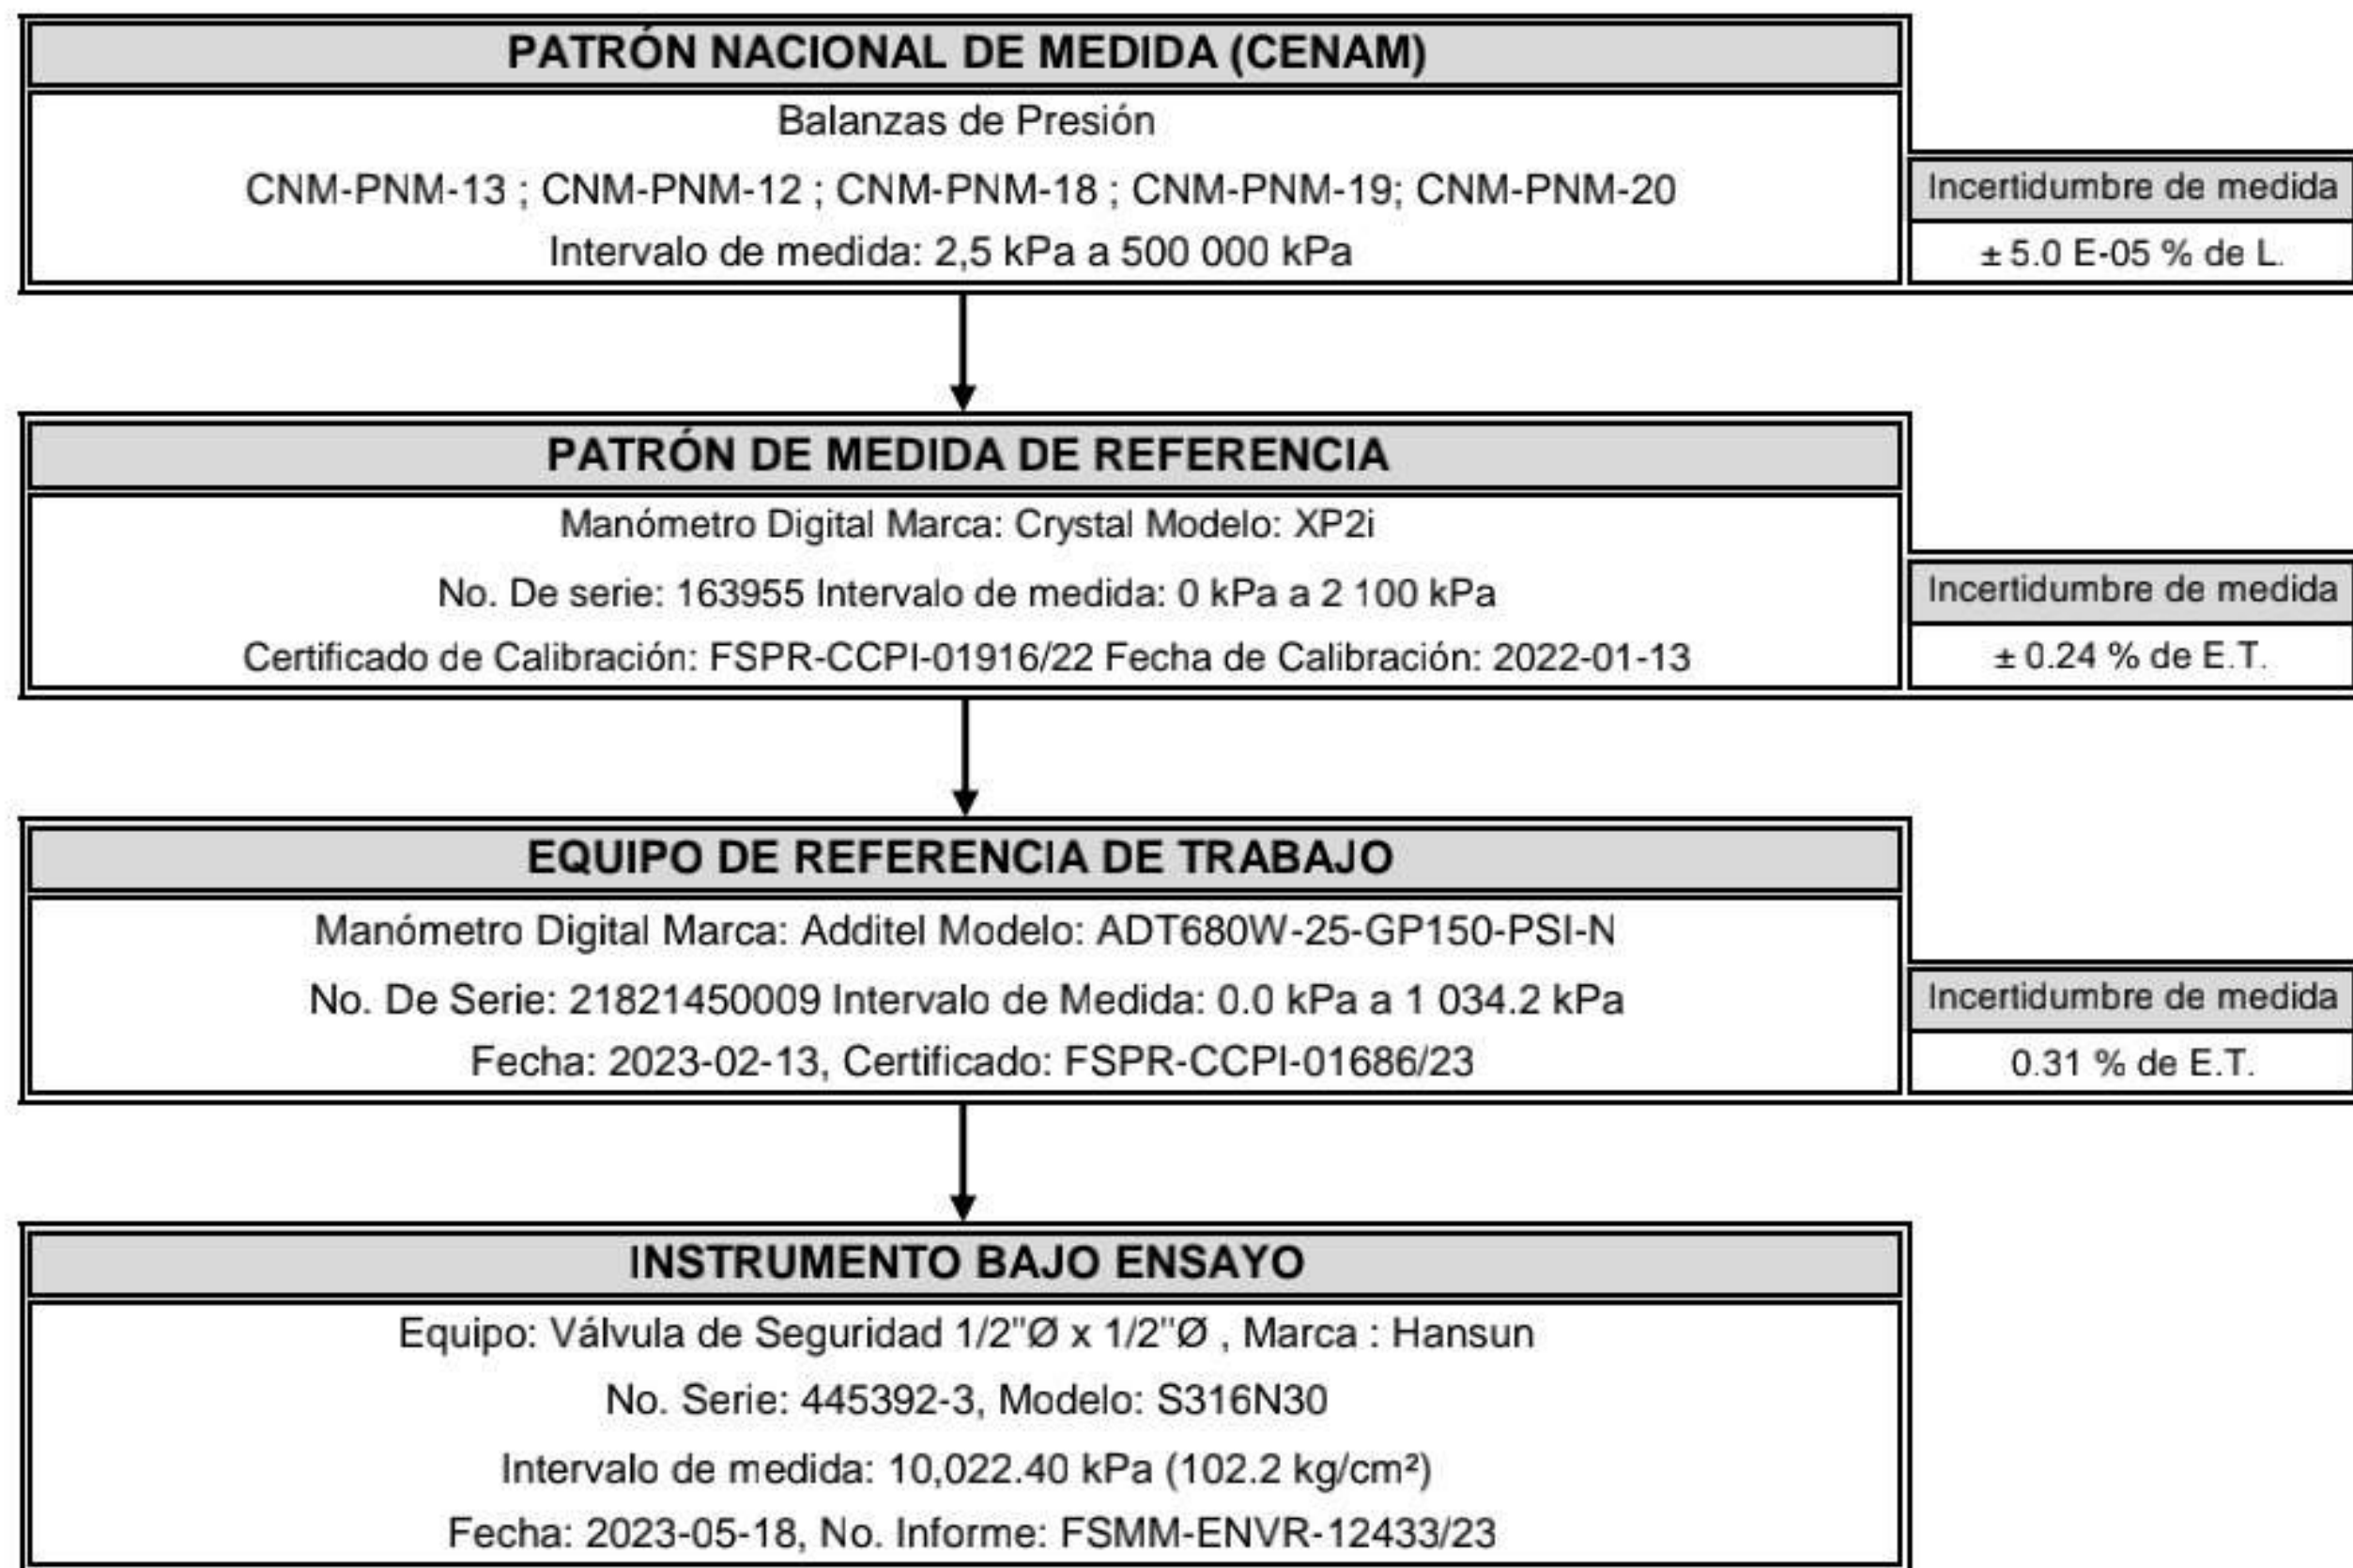 PATRÓN NACIONAL DE MEDIDA (CENAM)
Balanzas de Presión
CNM-PNM-13 ; CNM-PNM-12 ; CNM-PNM-18 ; CNM-PNM-19; CNM-PNM-20
Intervalo de medida: 2,5 kPa a 500 000 kPa
Incertidumbre de medida
± 5.0 E-05 % de L.
PATRÓN DE MEDIDA DE REFERENCIA
Manómetro Digital Marca: Crystal Modelo: XP2i
No. De serie: 163955 Intervalo de medida: 0 kPa a 2 100 kPa
Certificado de Calibración: FSPR-CCPI-01916/22 Fecha de Calibración: 2022-01-13
Incertidumbre de medida
± 0.24 % de E.T.
EQUIPO DE REFERENCIA DE TRABAJO
Manómetro Digital Marca: Additel Modelo: ADT680W-25-GP150-PSI-N
No. De Serie: 21821450009 Intervalo de Medida: 0.0 kPa a 1 034.2 kPa
Fecha: 2023-02-13, Certificado: FSPR-CCPI-01686/23
Incertidumbre de medida
0.31 % de E.T.
INSTRUMENTO BAJO ENSAYO
Equipo: Válvula de Seguridad 1/2"Ø x 1/2"Ø , Marca : Hansun
No. Serie: 445392-3, Modelo: S316N30
Intervalo de medida: 10,022.40 kPa (102.2 kg/cm²)
Fecha: 2023-05-18, No. Informe: FSMM-ENVR-12433/23